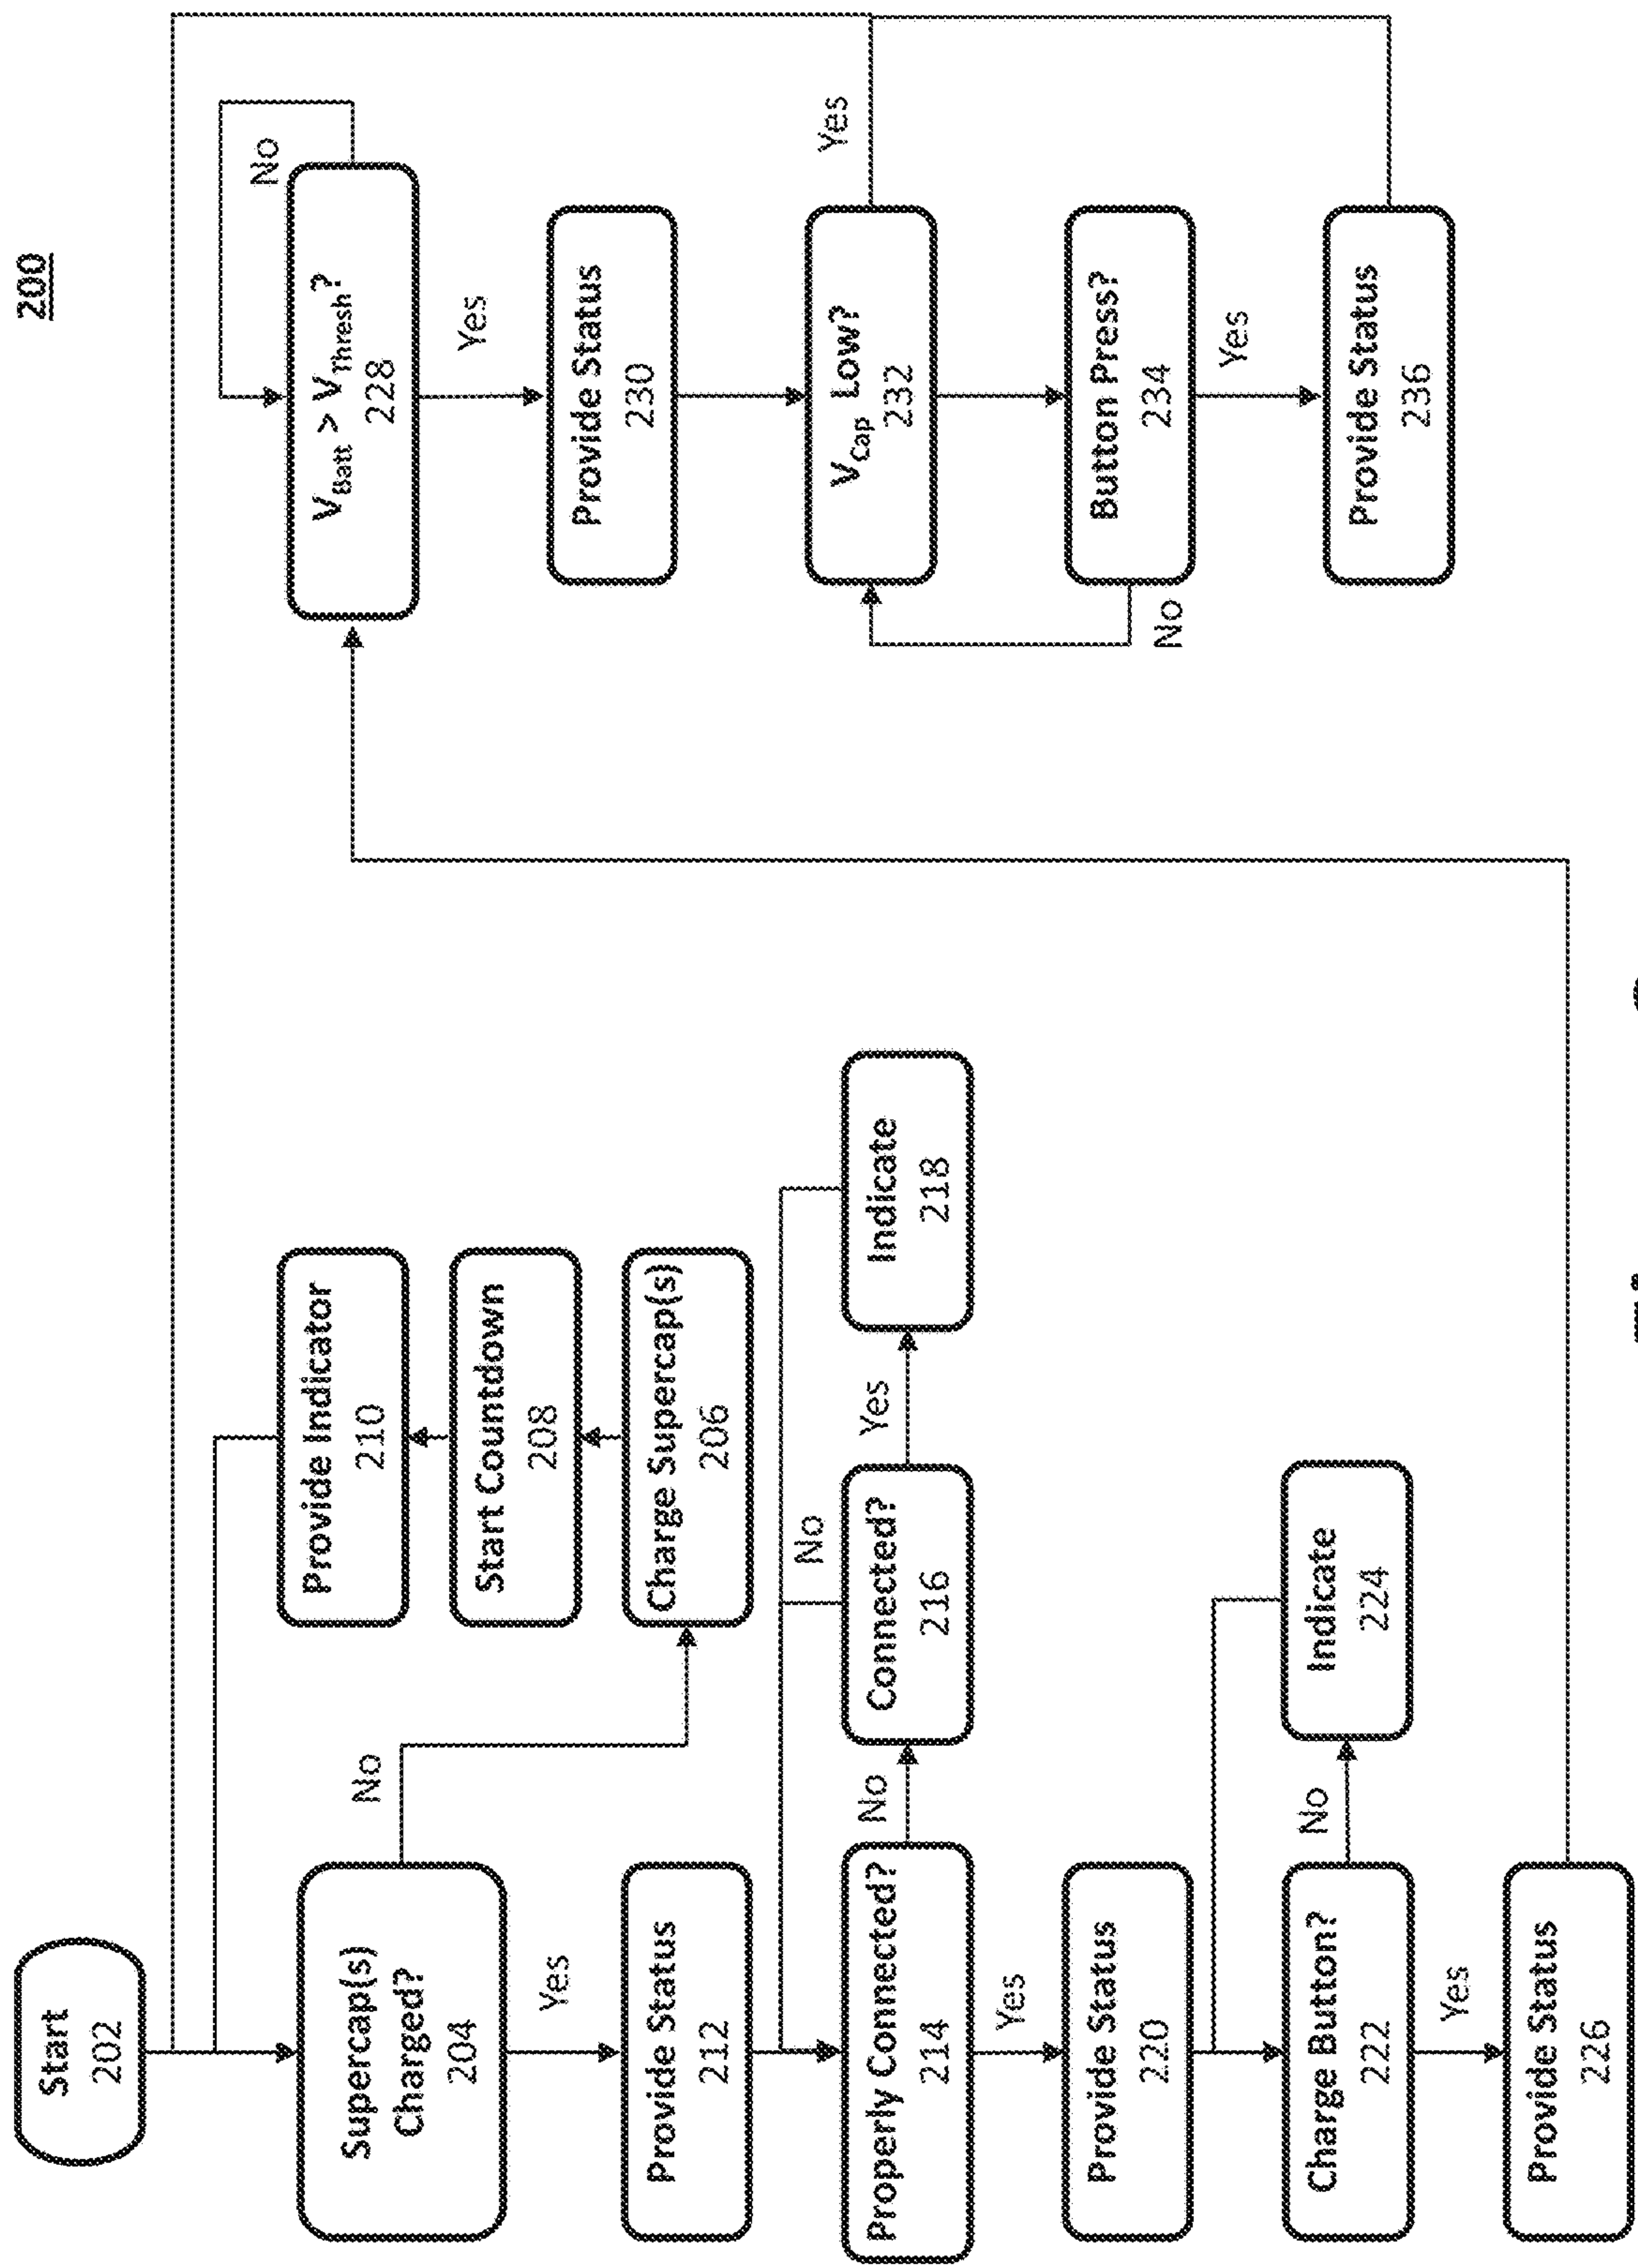 200
Start
202
Supercap(s)
Charged?
204
No
Yes
Charge Supercap(s)
206
Start Countdown
208
Provide Indicator
210
Provide Status
212
Properly Connected?
214
No
Connected?
216
No
Yes
Indicate
218
Yes
Provide Status
220
Charge Button?
222
No
Indicate
224
Yes
Provide Status
226
VBatt > VThresh?
228
No
Yes
Provide Status
230
VCap Low?
232
Yes
Button Press?
234
No
Yes
Provide Status
236